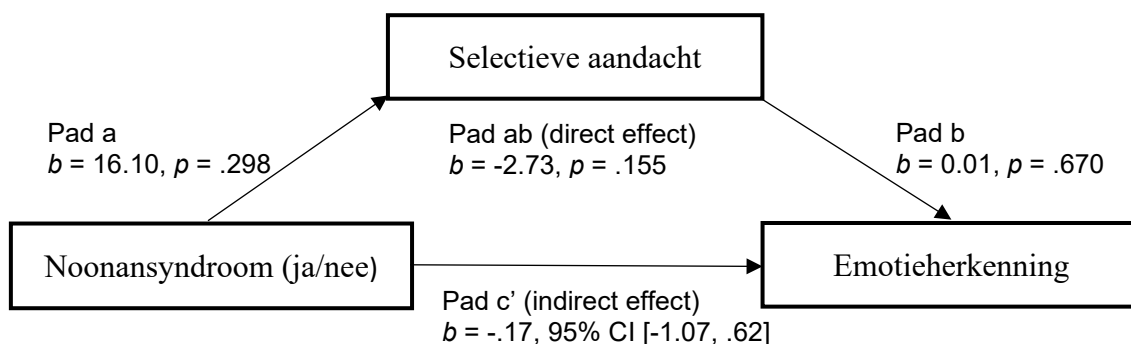 Selectieve aandacht
Pad a
b = 16.10, p = .298
Pad ab (direct effect)
b = -2.73, p = .155
Pad b
b = 0.01, p = .670
Noonansyndroom (ja/nee)
Emotieherkenning
Pad c’ (indirect effect)
b = -.17, 95% CI [-1.07, .62]